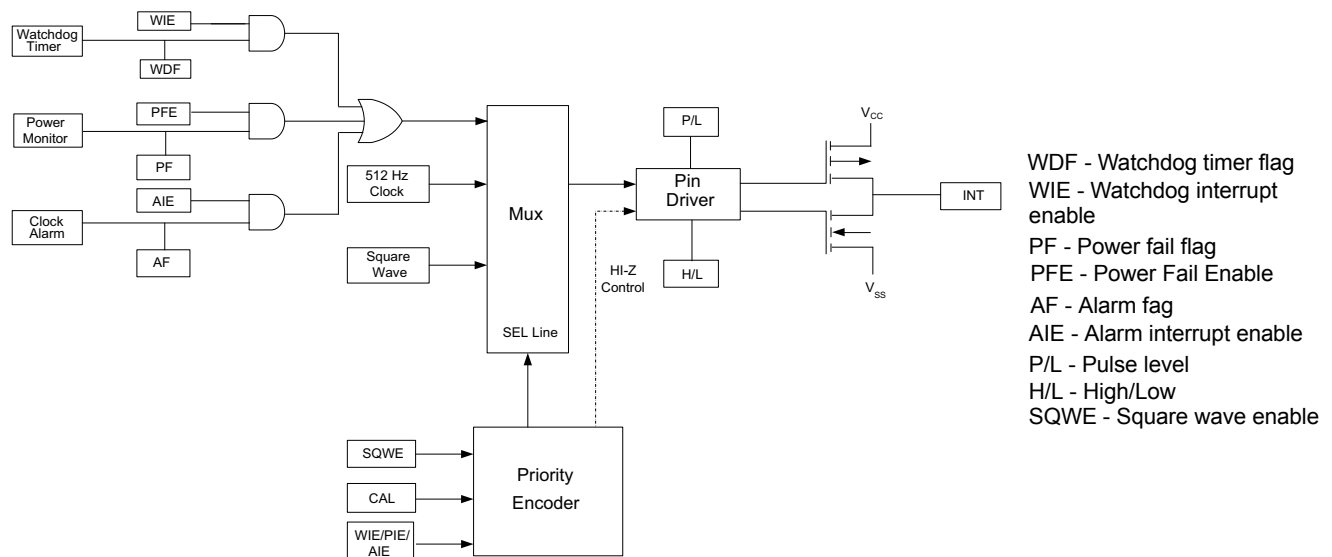 WIE
Watchdog
Timer
WDF
PFE
Power
Monitor
PF
AIE
Clock
Alarm
AF
512 Hz
Clock
Square
Wave
Mux
SEL Line
SQWE
CAL
WIE/PIE/
AIE
Priority
Encoder
HI-Z
Control
P/L
Pin
Driver
H/L
VCC
VSS
INT
WDF - Watchdog timer flag
WIE - Watchdog interrupt
enable
PF - Power fail flag
PFE - Power Fail Enable
AF - Alarm fag
AIE - Alarm interrupt enable
P/L - Pulse level
H/L - High/Low
SQWE - Square wave enable